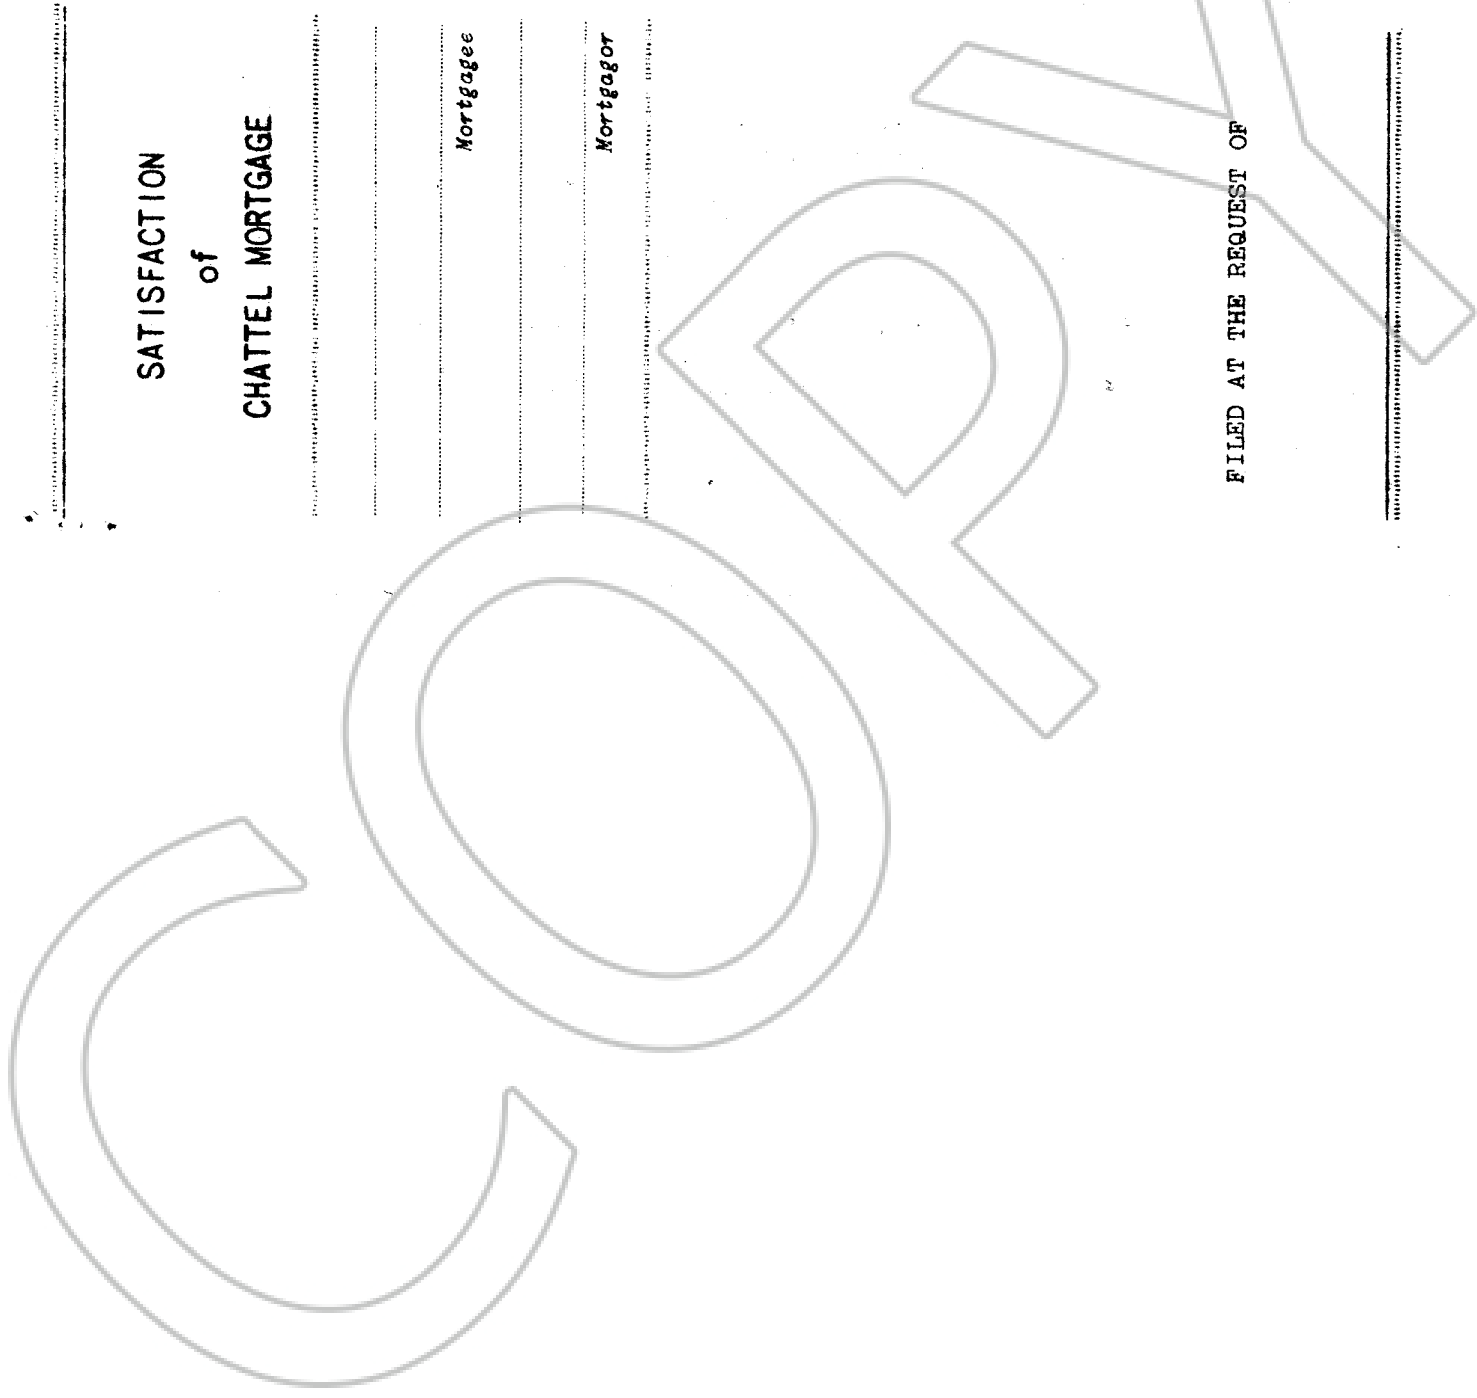 SATISFACTION
of
CHATTEL MORTGAGE
Mortgagee
Mortgagor
FILED AT THE REQUEST OF
COPY